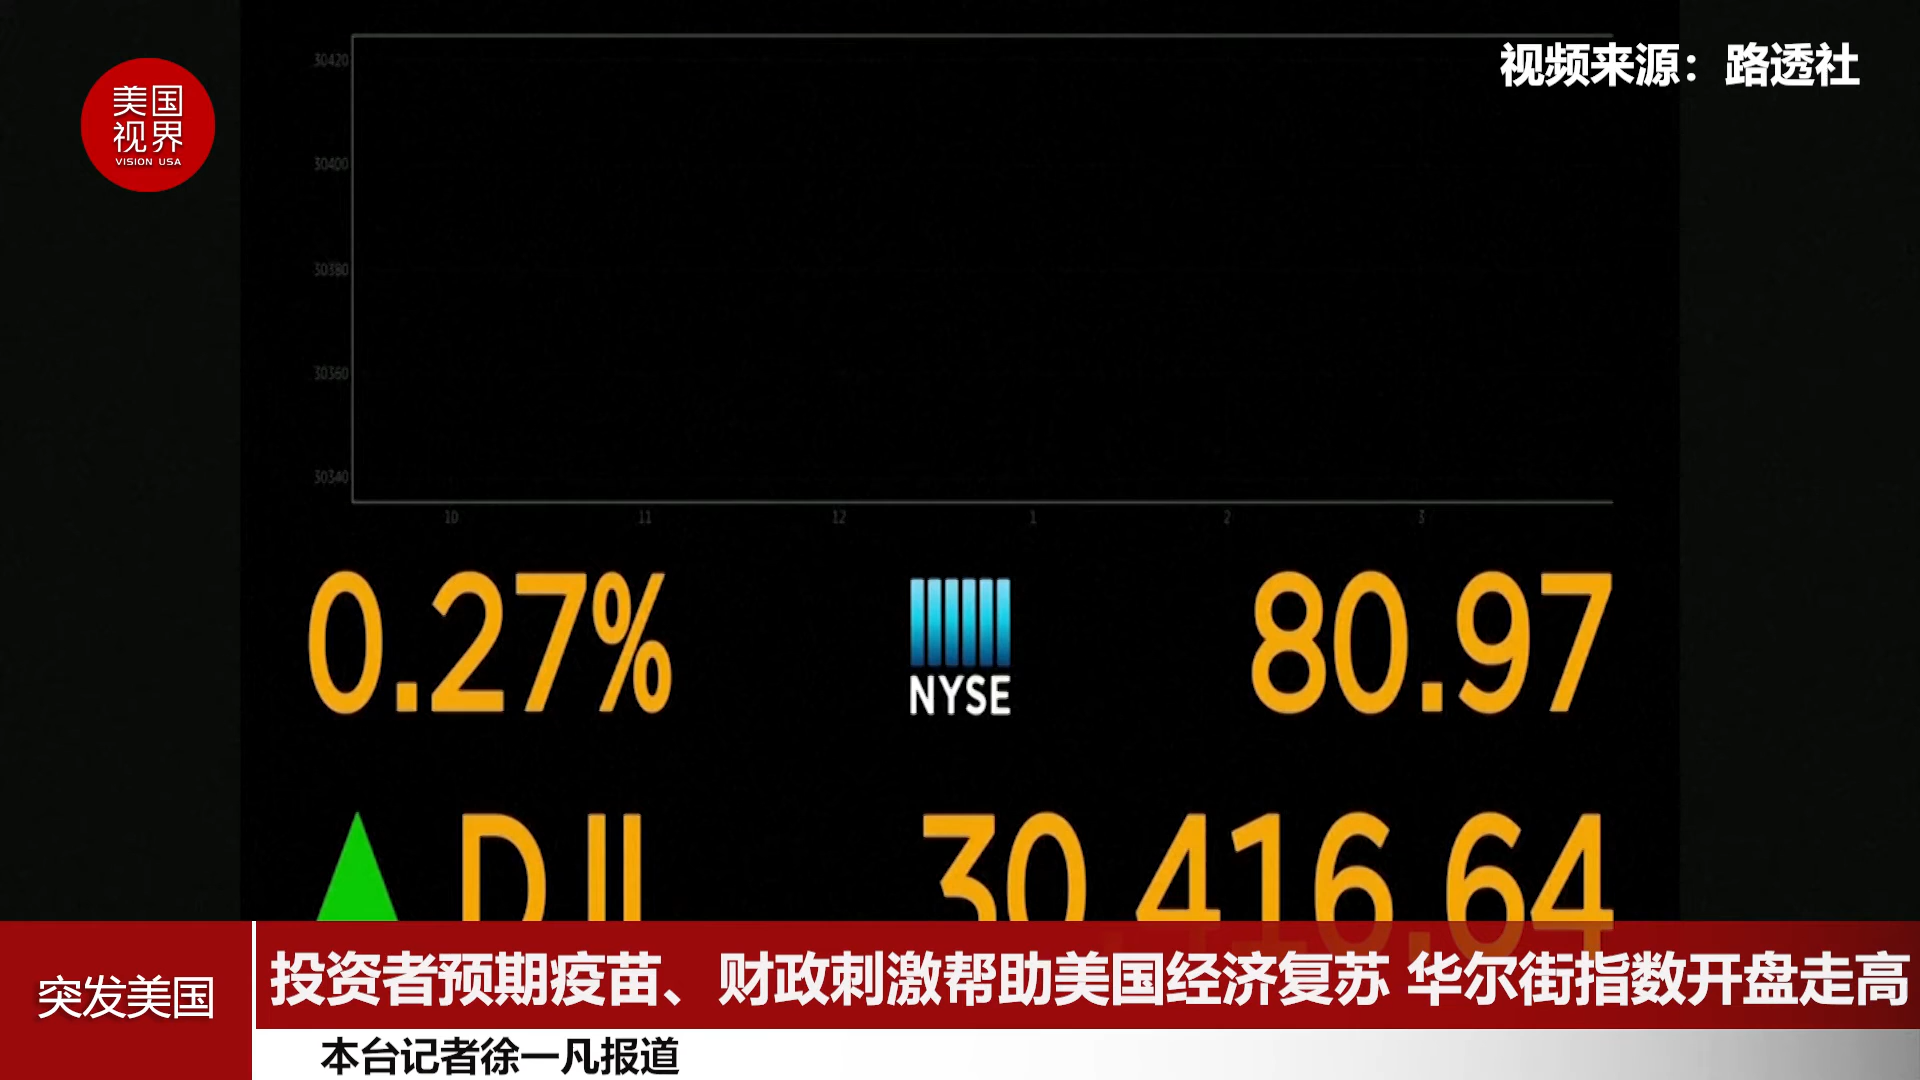 视频来源：路透社
美国
视界
VISION USA
30420
30400
30380
30360
30340
10 11 12 1 2 3
0.27% NYSE 80.97
DJI 30,416.64
突发美国
投资者预期疫苗、财政刺激帮助美国经济复苏 华尔街指数开盘走高
本台记者徐一凡报道